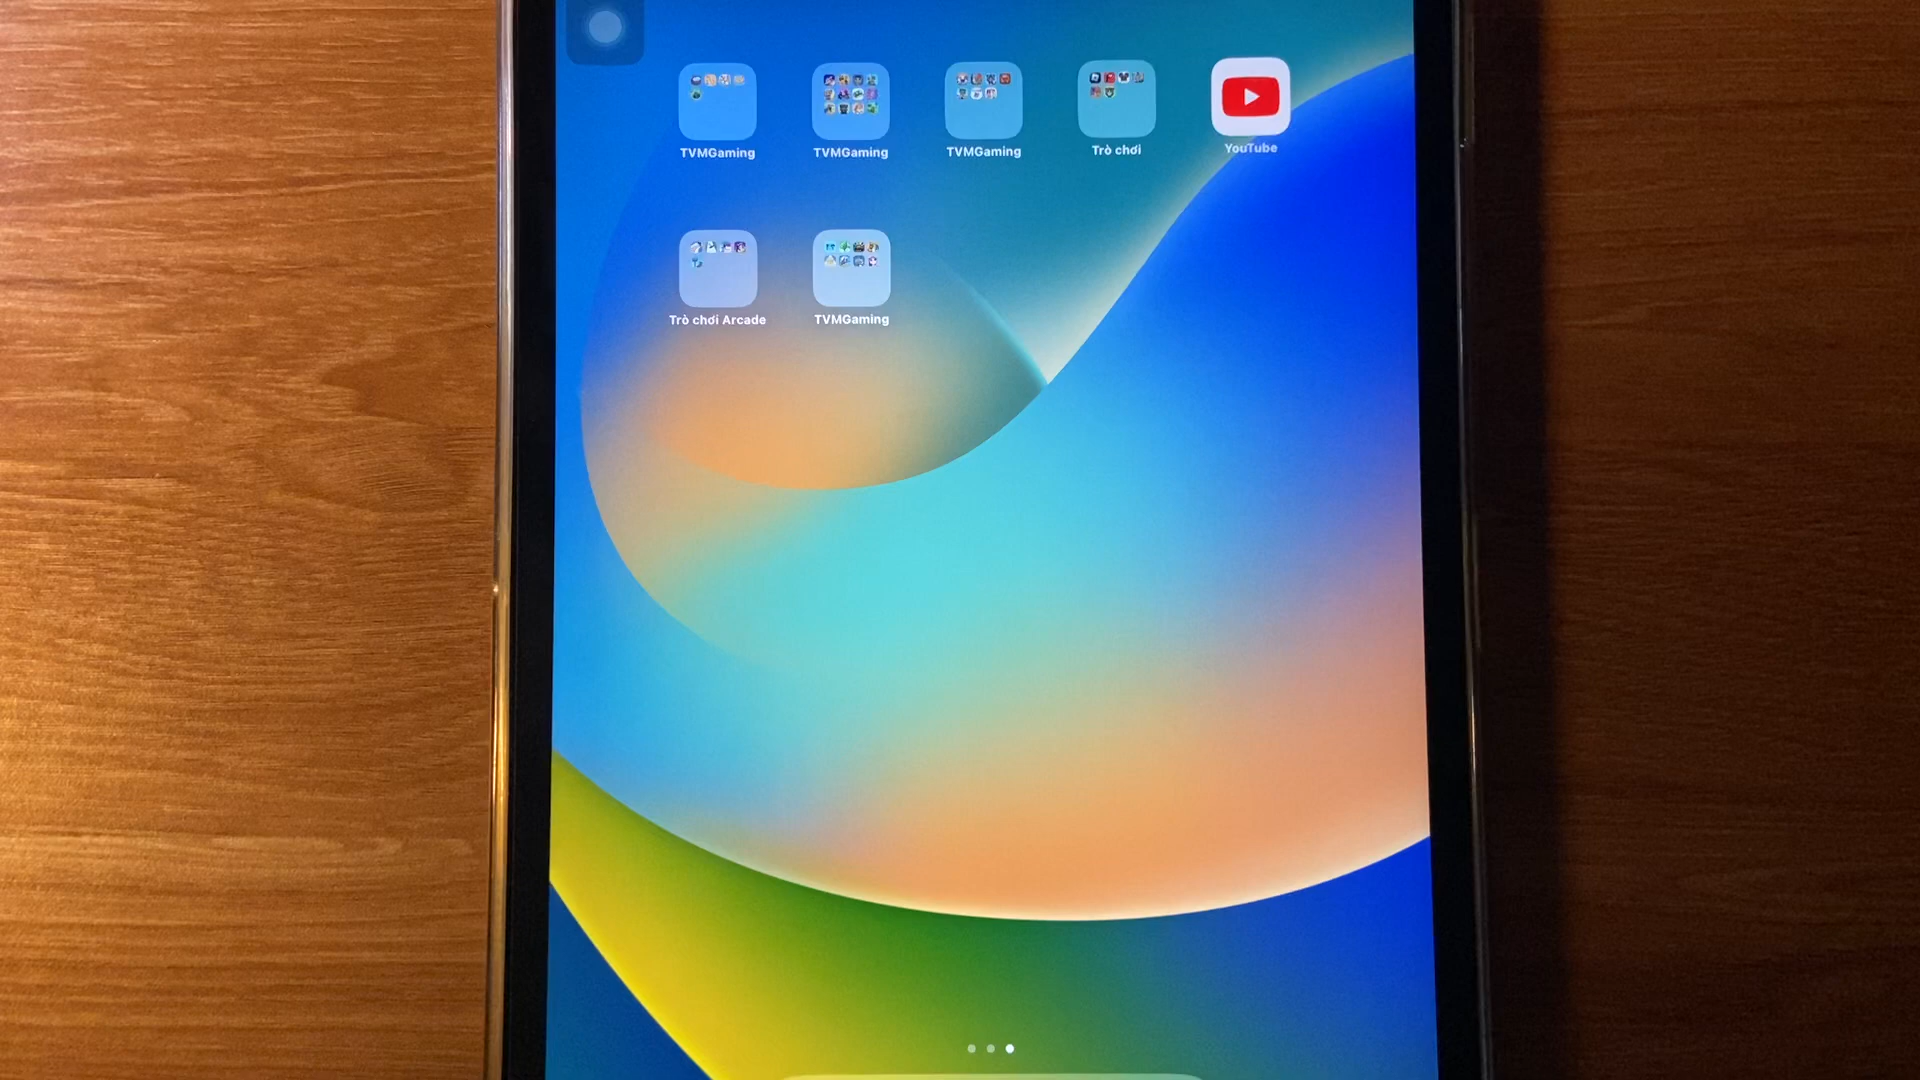 TVMGaming
TVMGaming
TVMGaming
Trò chơi
YouTube
Trò chơi Arcade
TVMGaming